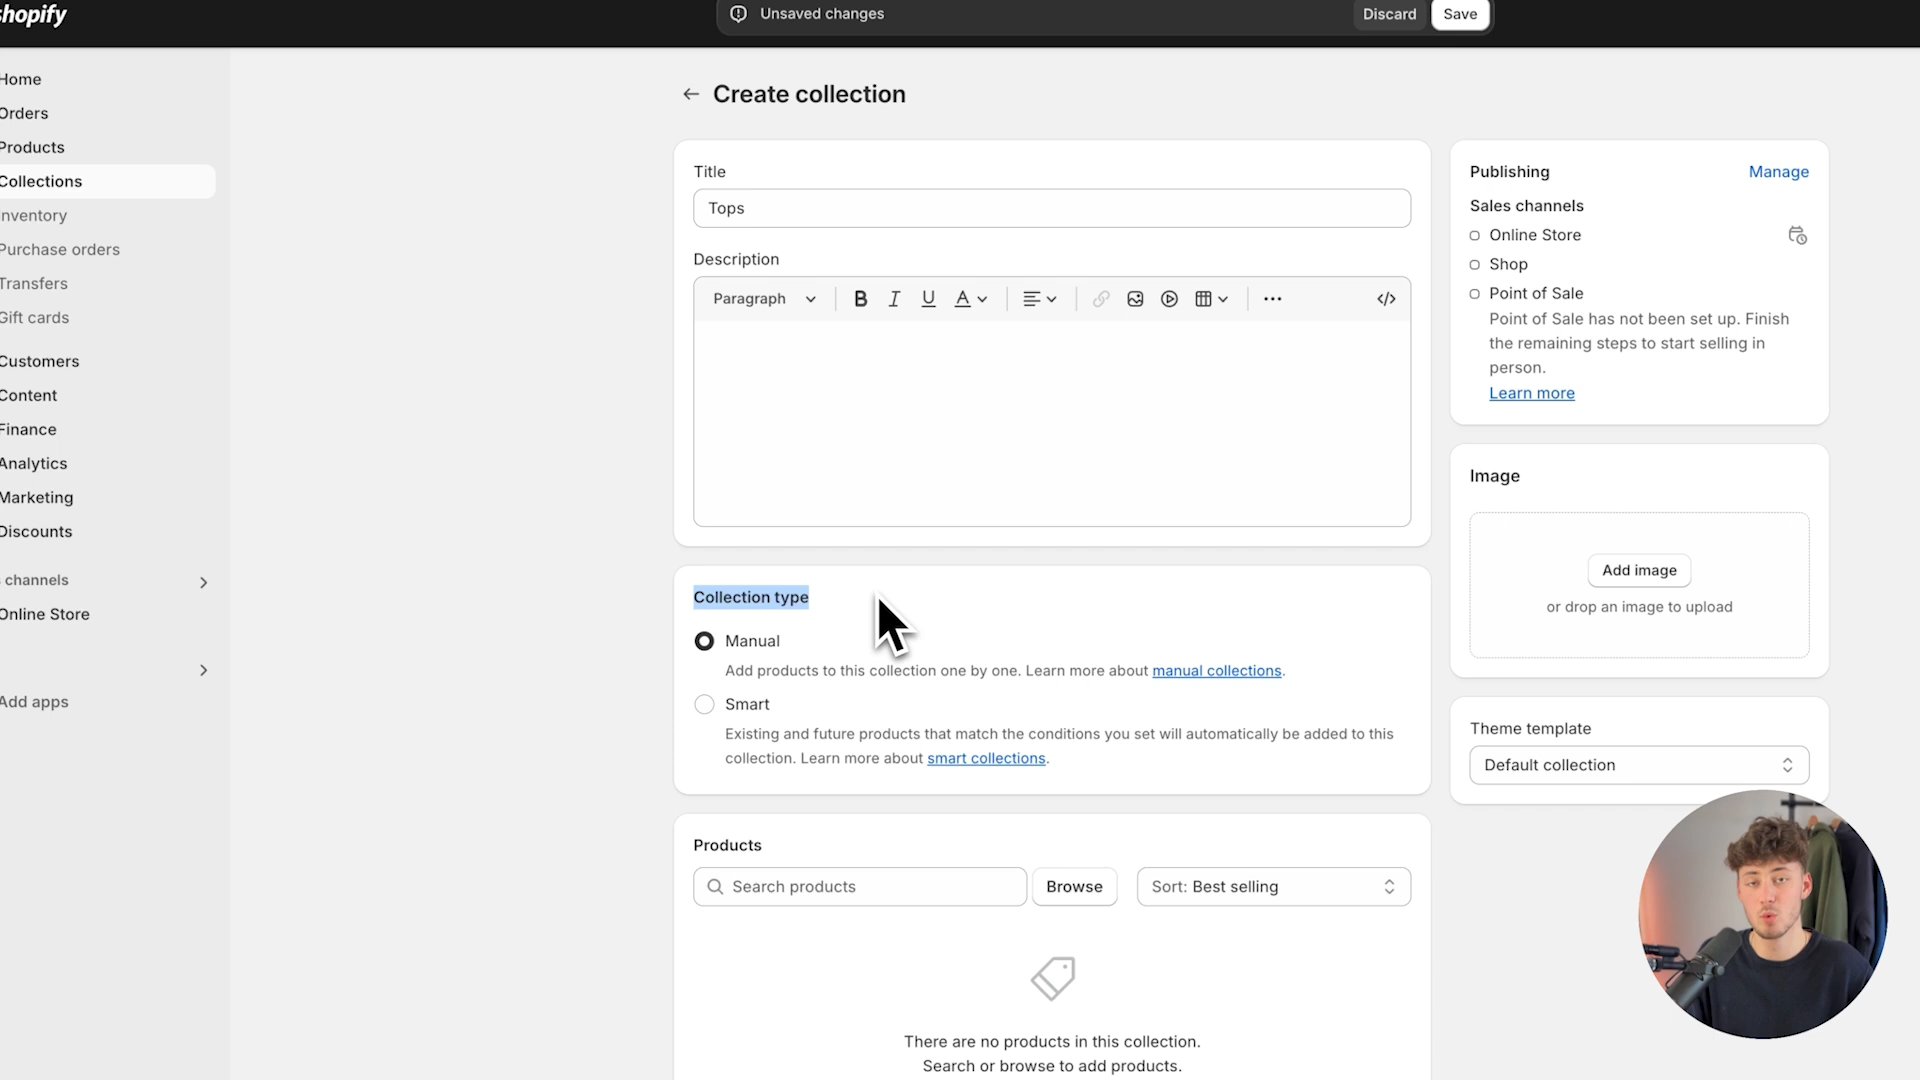 shopify
Unsaved changes
Discard
Save
Home
Orders
Products
Collections
Inventory
Purchase orders
Transfers
Gift cards
Customers
Content
Finance
Analytics
Marketing
Discounts
channels
Online Store
Add apps
Create collection
Title
Tops
Description
Paragraph
Collection type
Manual
Add products to this collection one by one. Learn more about manual collections.
Smart
Existing and future products that match the conditions you set will automatically be added to this
collection. Learn more about smart collections.
Products
Search products
Browse
Sort: Best selling
There are no products in this collection.
Search or browse to add products.
Publishing
Manage
Sales channels
Online Store
Shop
Point of Sale
Point of Sale has not been set up. Finish
the remaining steps to start selling in
person.
Learn more
Image
Add image
or drop an image to upload
Theme template
Default collection